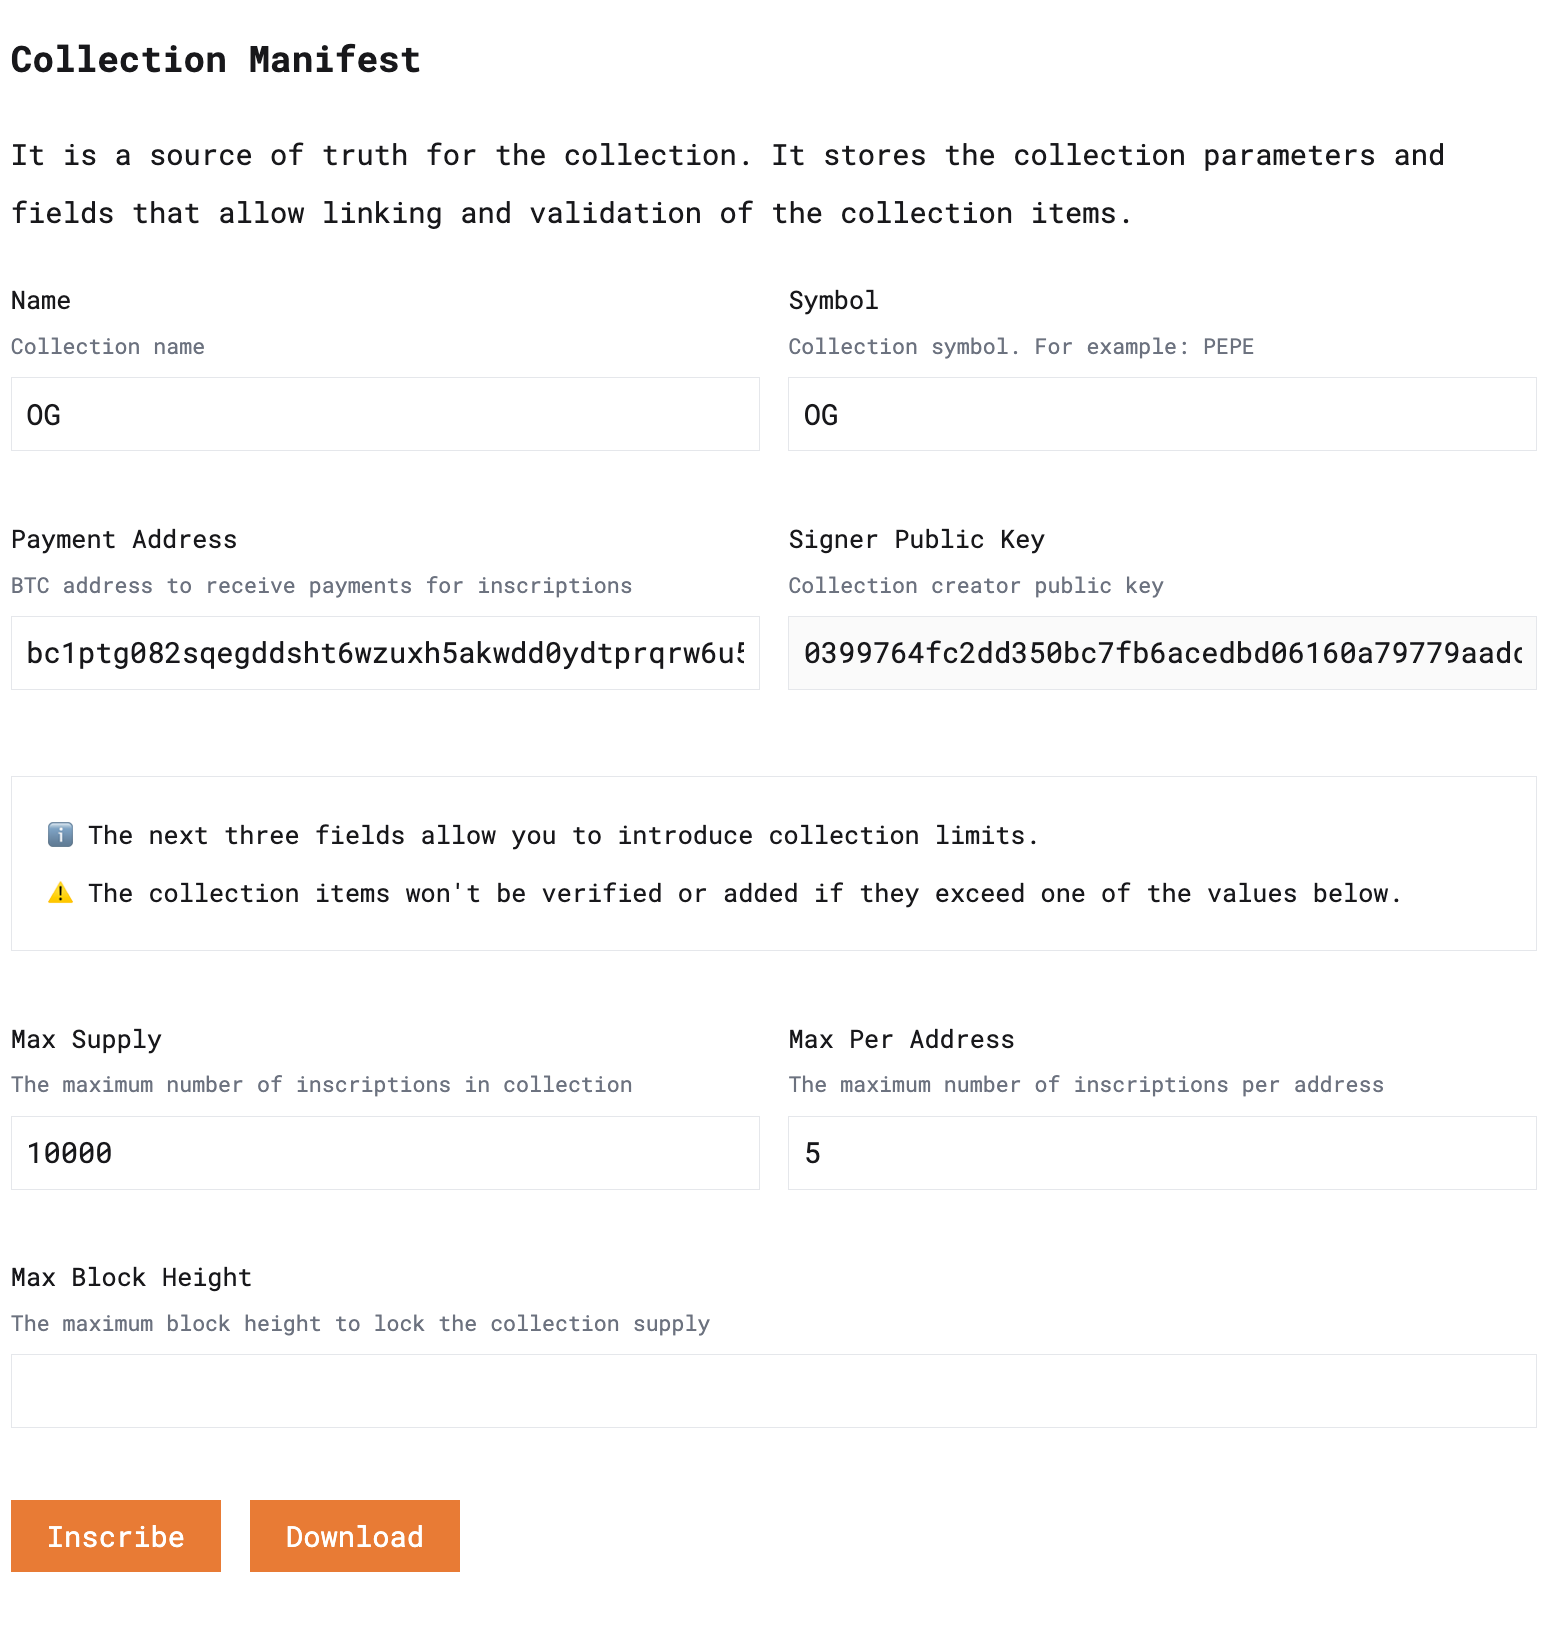 Collection Manifest
It is a source of truth for the collection. It stores the collection parameters and
fields that allow linking and validation of the collection items.
Name
Collection name
OG
Symbol
Collection symbol. For example: PEPE
OG
Payment Address
BTC address to receive payments for inscriptions
bc1ptg082sqegddsht6wzuxh5akwdd0ydtprqrw6u5
Signer Public Key
Collection creator public key
0399764fc2dd350bc7fb6acedbd06160a79779aadc
ℹ️ The next three fields allow you to introduce collection limits.
⚠️ The collection items won't be verified or added if they exceed one of the values below.
Max Supply
The maximum number of inscriptions in collection
10000
Max Per Address
The maximum number of inscriptions per address
5
Max Block Height
The maximum block height to lock the collection supply
Inscribe
Download